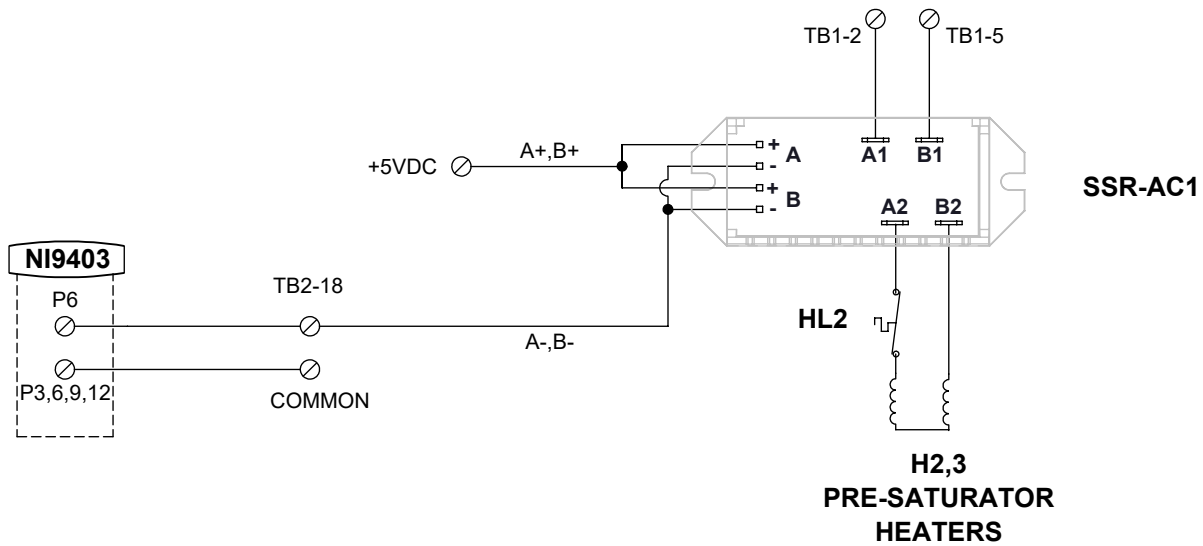 TB1-2
TB1-5
+5VDC
A+,B+
+
A
-
+
B
-
A1
B1
A2
B2
SSR-AC1
NI9403
P6
TB2-18
A-,B-
HL2
P3,6,9,12
COMMON
H2,3
PRE-SATURATOR
HEATERS